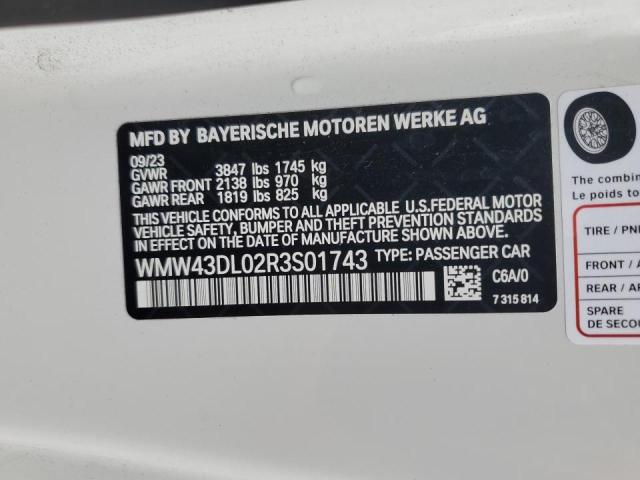 MFD BY BAYERISCHE MOTOREN WERKE AG
09/23
GVWR 3847 lbs 1745 kg
GAWR FRONT 2138 lbs 970 kg
GAWR REAR 1819 lbs 825 kg
THIS VEHICLE CONFORMS TO ALL APPLICABLE U.S.FEDERAL MOTOR
VEHICLE SAFETY, BUMPER AND THEFT PREVENTION STANDARDS
IN EFFECT ON THE DATE OF MANUFACTURE SHOWN ABOVE.
WMW43DL02R3S01743 TYPE: PASSENGER CAR
C6A/0
7 315 814
The combin
Le poids to
TIRE / PN
FRONT / A
REAR / AR
SPARE
DE SECOU